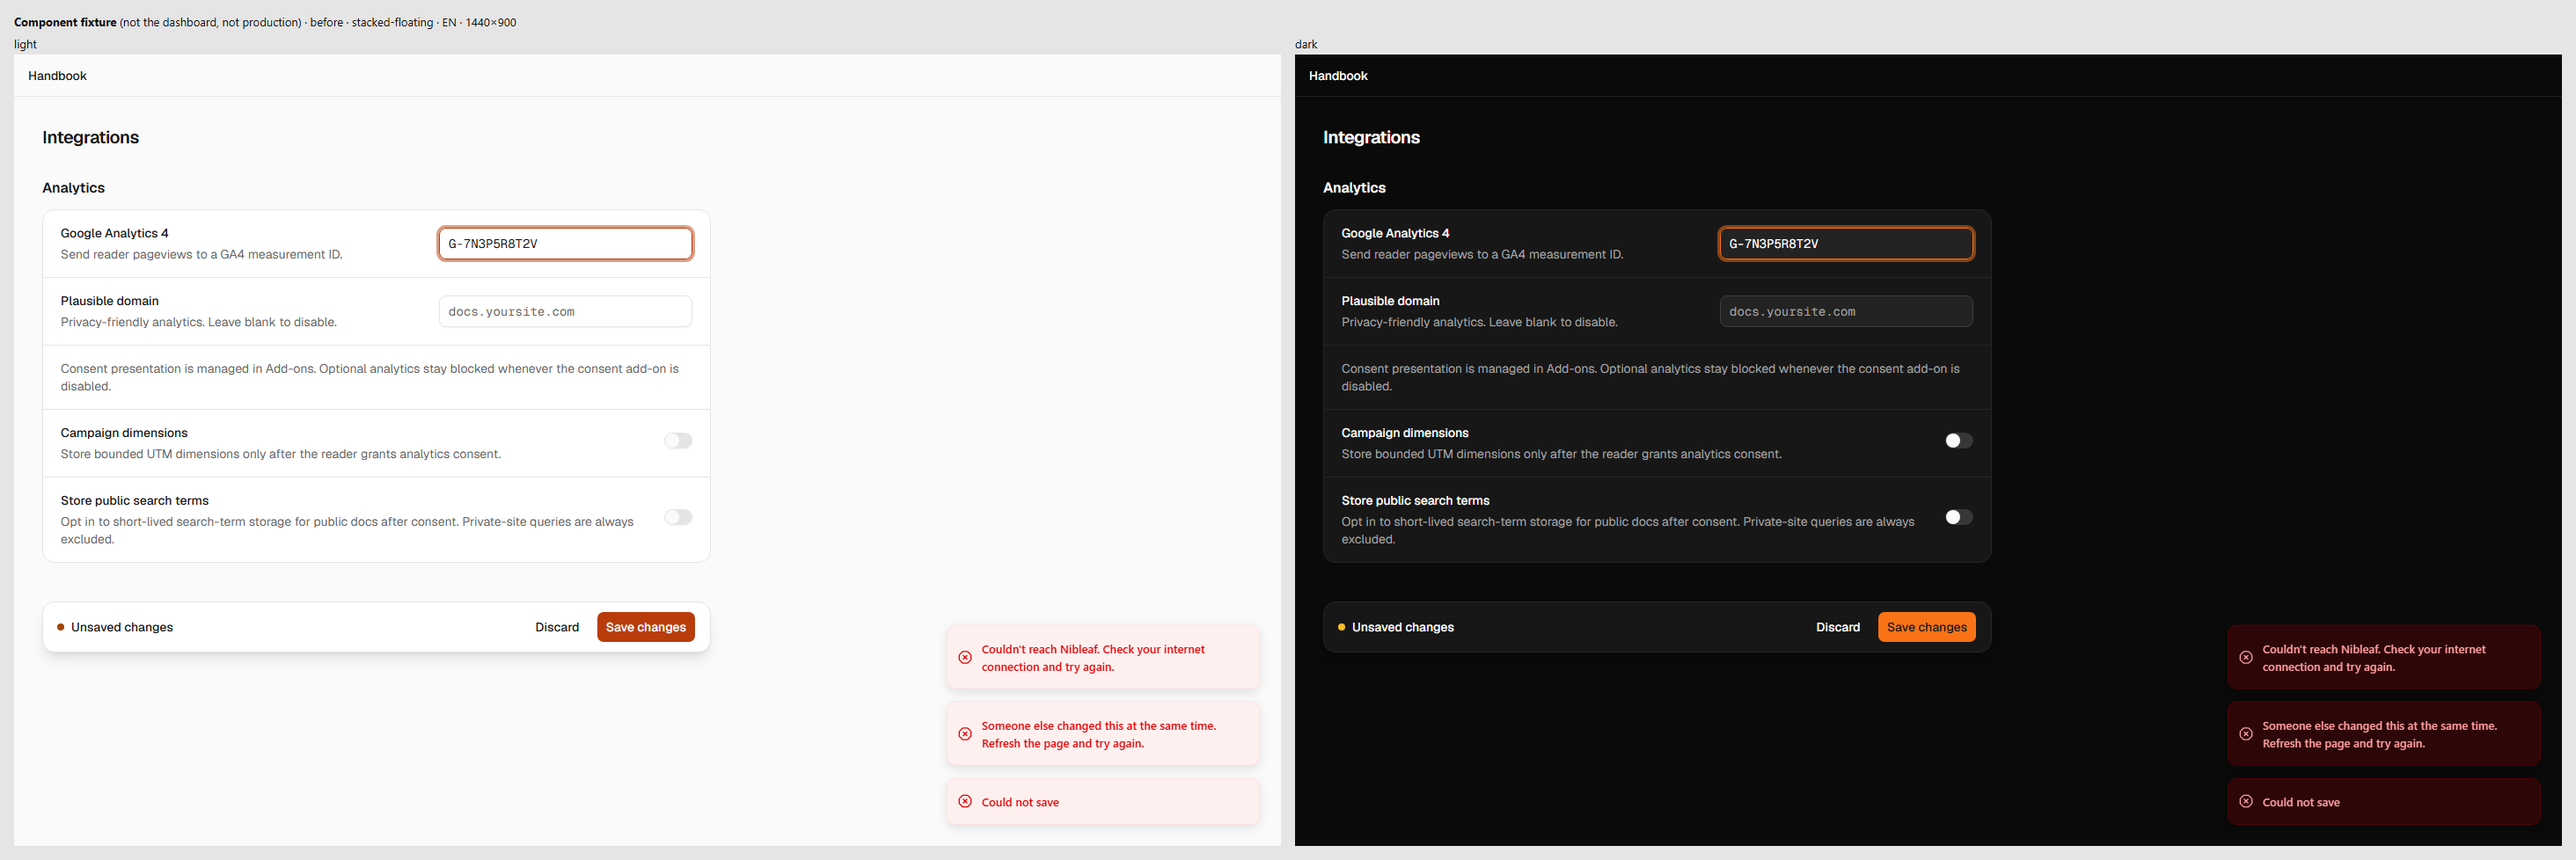 Component fixture (not the dashboard, not production) · before · stacked-floating · EN · 1440×900
light
Handbook
Integrations
Analytics
Google Analytics 4
Send reader pageviews to a GA4 measurement ID.
G-7N3P5R8T2V
Plausible domain
Privacy-friendly analytics. Leave blank to disable.
docs.yoursite.com
Consent presentation is managed in Add-ons. Optional analytics stay blocked whenever the consent add-on is
disabled.
Campaign dimensions
Store bounded UTM dimensions only after the reader grants analytics consent.
Store public search terms
Opt in to short-lived search-term storage for public docs after consent. Private-site queries are always
excluded.
Unsaved changes
Discard
Save changes
Couldn't reach Nibleaf. Check your internet
connection and try again.
Someone else changed this at the same time.
Refresh the page and try again.
Could not save
dark
Handbook
Integrations
Analytics
Google Analytics 4
Send reader pageviews to a GA4 measurement ID.
G-7N3P5R8T2V
Plausible domain
Privacy-friendly analytics. Leave blank to disable.
docs.yoursite.com
Consent presentation is managed in Add-ons. Optional analytics stay blocked whenever the consent add-on is
disabled.
Campaign dimensions
Store bounded UTM dimensions only after the reader grants analytics consent.
Store public search terms
Opt in to short-lived search-term storage for public docs after consent. Private-site queries are always
excluded.
Unsaved changes
Discard
Save changes
Couldn't reach Nibleaf. Check your internet
connection and try again.
Someone else changed this at the same time.
Refresh the page and try again.
Could not save